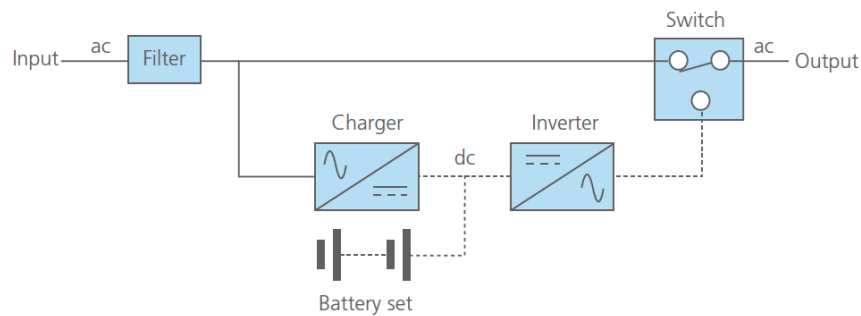 Switch
Input
ac
Filter
ac
Output
Charger
Inverter
dc
Battery set